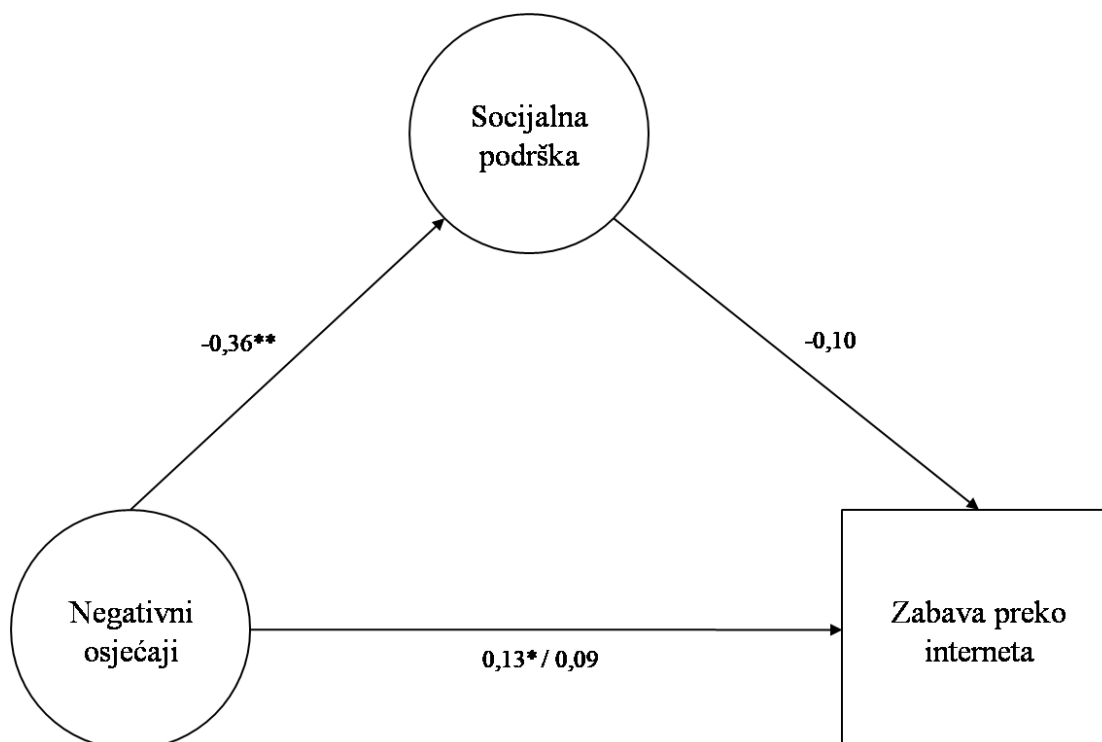 Socijalna
podrška
-0,36**
-0,10
Negativni
osjećaji
0,13* / 0,09
Zabava preko
interneta